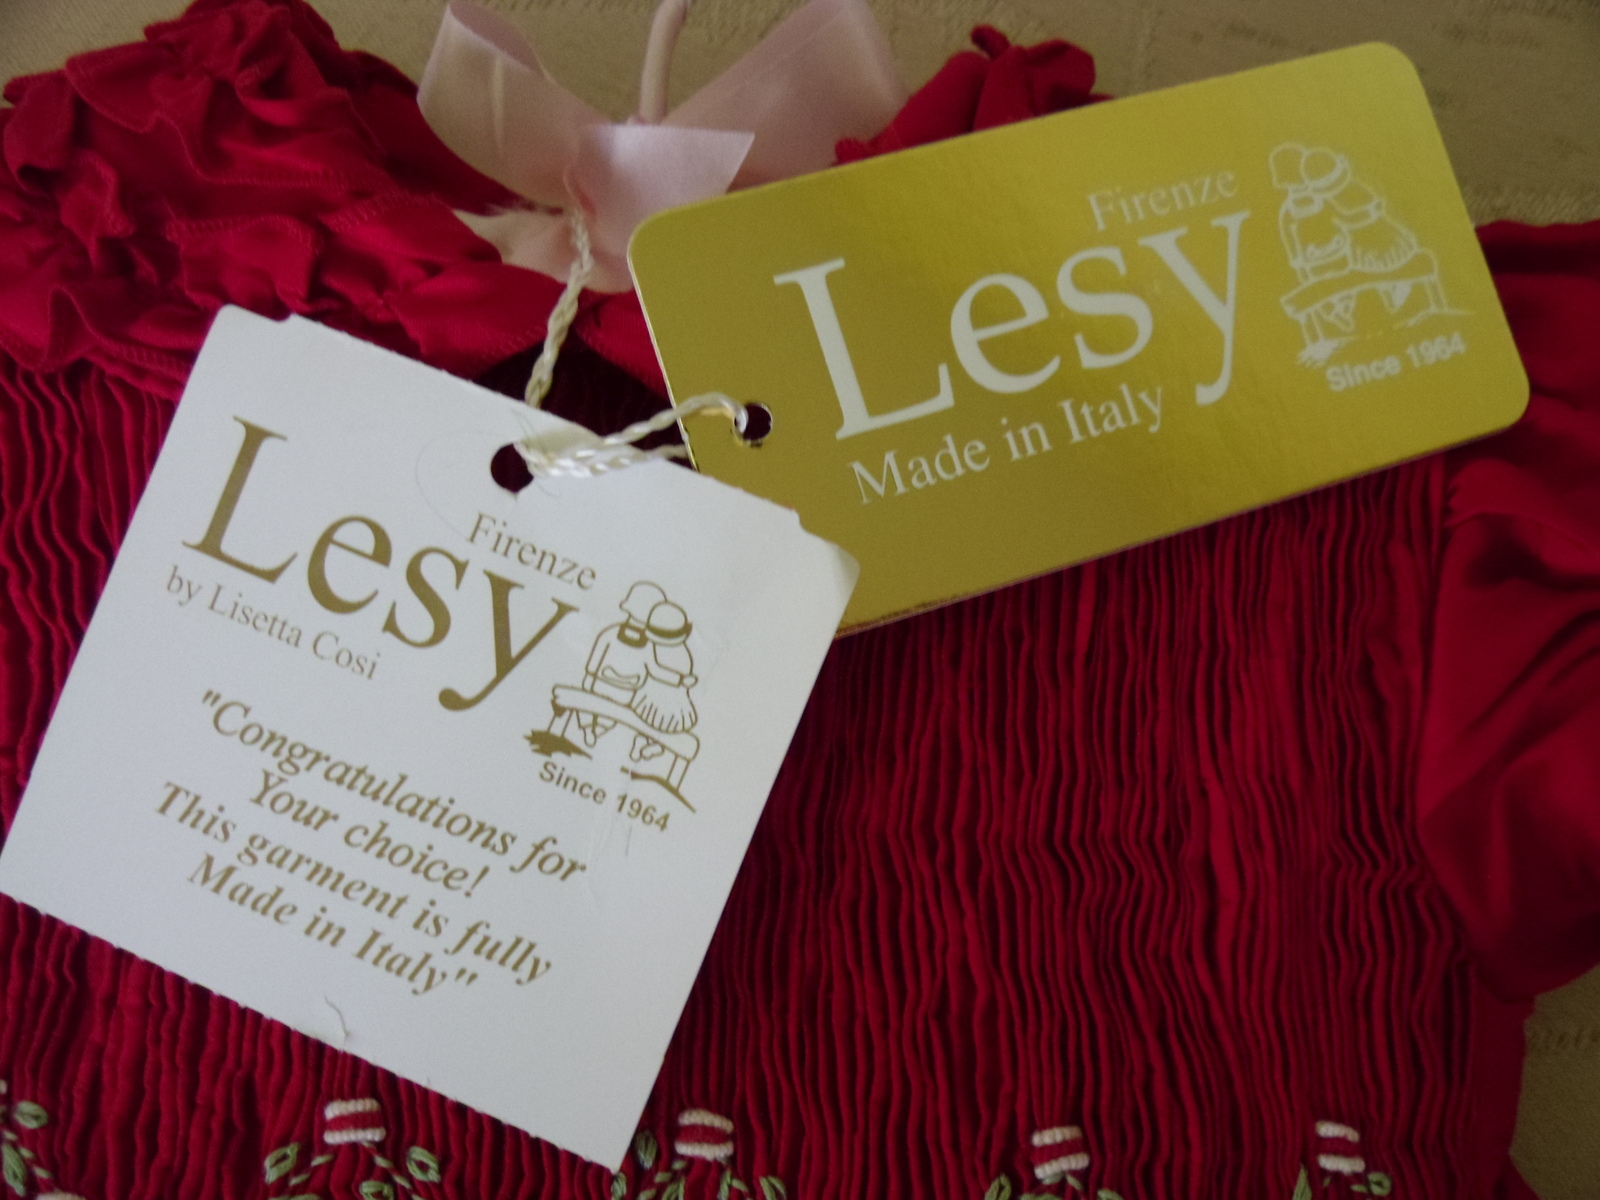 Firenze
Lesy
Made in Italy
Since 1964
Firenze
Lesy
by Lisetta Cosi
Since 1964
"Congratulations for
Your choice!
This garment is fully
Made in Italy"